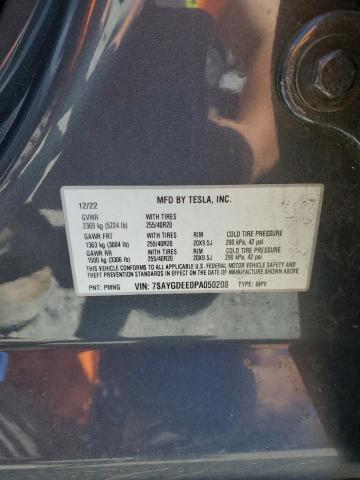 MFD BY TESLA, INC.
12/22
GVWR WITH TIRES
2369 kg (5224 lb) 255/40R20
GAWR FRT WITH TIRES RIM COLD TIRE PRESSURE
1363 kg (3004 lb) 255/40R20 20X9.5J 290 kPa, 42 psi
GAWR RR WITH TIRES RIM COLD TIRE PRESSURE
1500 kg (3306 lb) 255/40R20 20X9.5J 290 kPa, 42 psi
THIS VEHICLE CONFORMS TO ALL APPLICABLE U.S. FEDERAL MOTOR VEHICLE SAFETY
AND THEFT PREVENTION STANDARDS IN EFFECT ON THE DATE OF
MANUFACTURE SHOWN ABOVE.
PNT: PMNG VIN: 7SAYGDEE0PA050208 TYPE: MPV